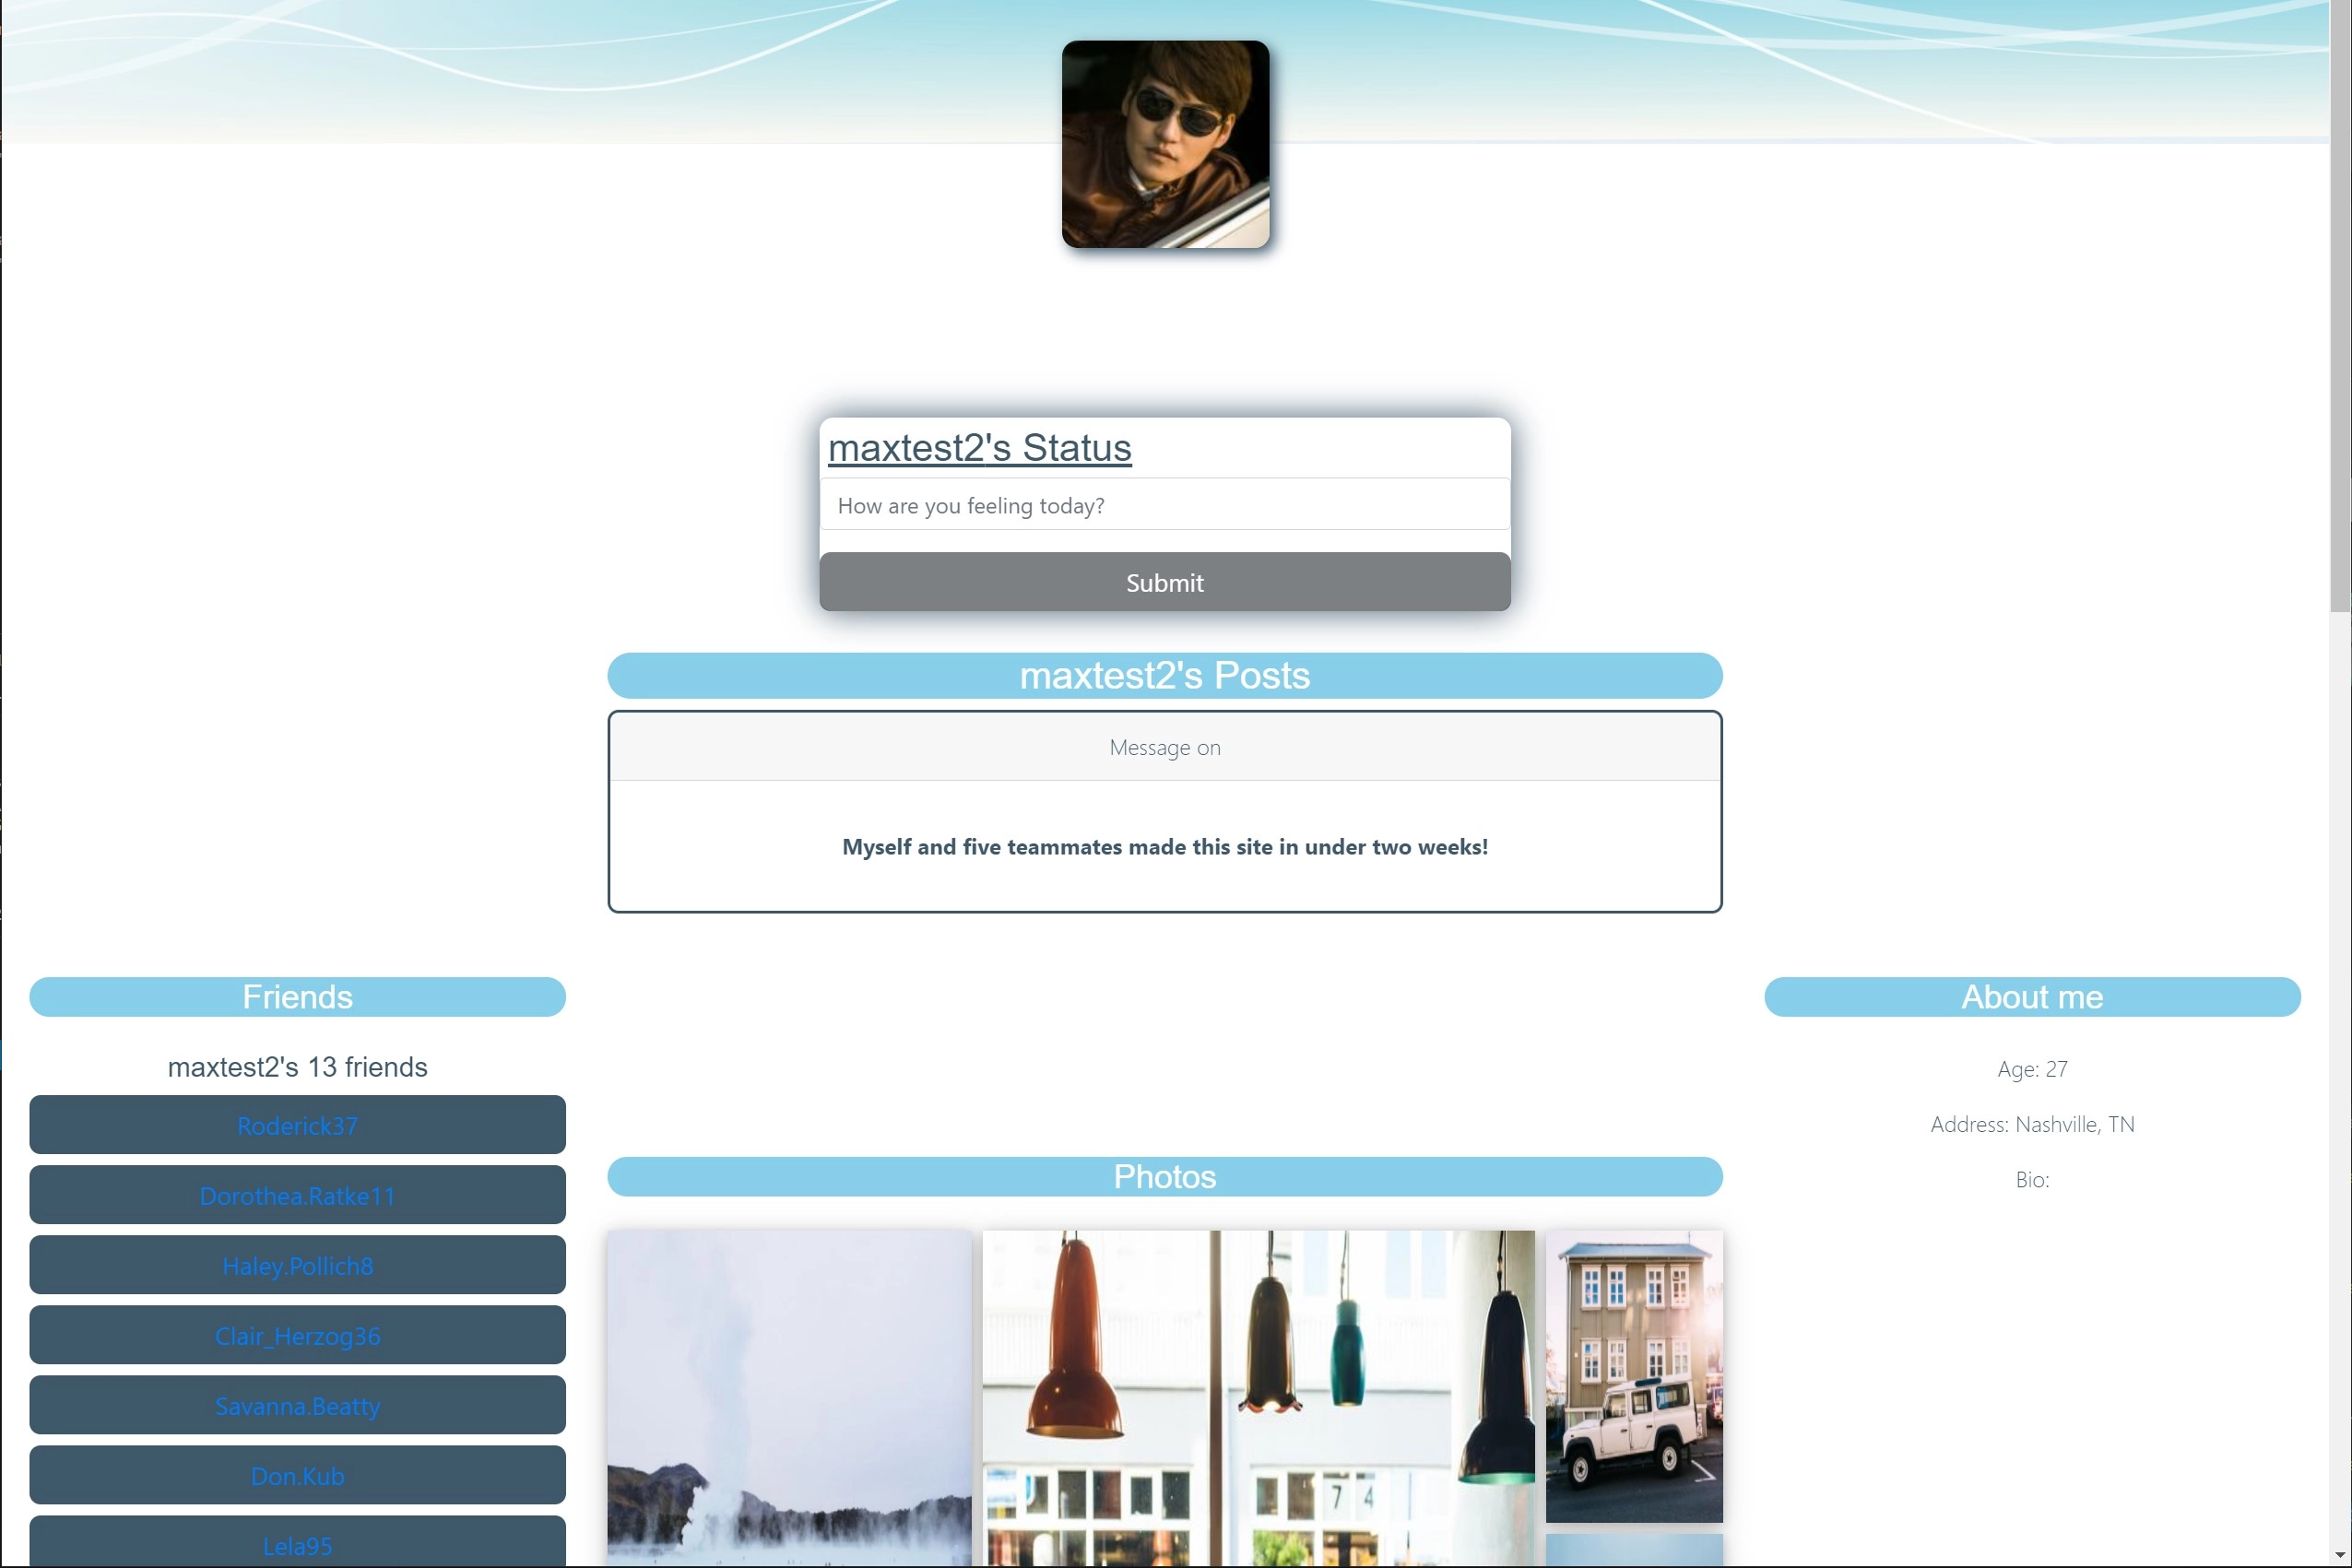 maxtest2's Status
How are you feeling today?
Submit
maxtest2's Posts
Message on
Myself and five teammates made this site in under two weeks!
Friends
maxtest2's 13 friends
Roderick37
Dorothea.Ratke11
Haley.Pollich8
Clair_Herzog36
Savanna.Beatty
Don.Kub
Lela95
Photos
7 4
About me
Age: 27
Address: Nashville, TN
Bio: